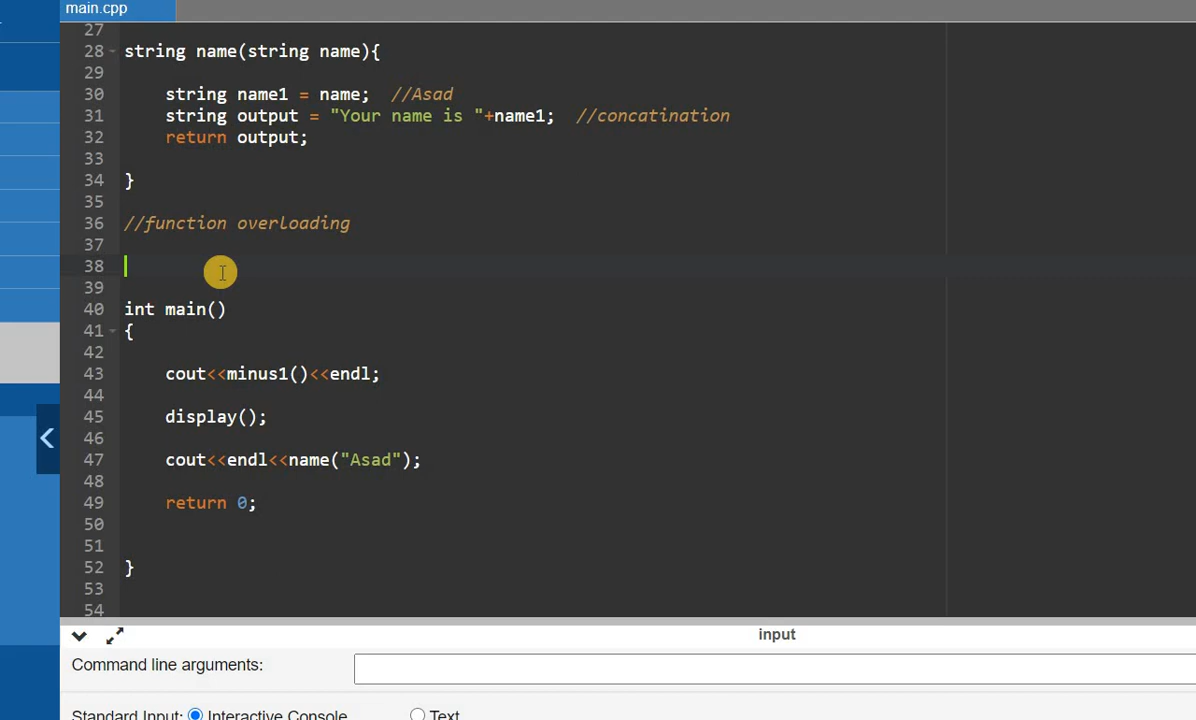 main.cpp
27
28 string name(string name){
29
30 string name1 = name; //Asad
31 string output = "Your name is "+name1; //concatination
32 return output;
33
34 }
35
36 //function overloading
37
38
39
40 int main()
41 {
42
43 cout<<minus1()<<endl;
44
45 display();
46
47 cout<<endl<<name("Asad");
48
49 return 0;
50
51
52 }
53
54
input
Command line arguments:
Standard Input: Interactive Console Text